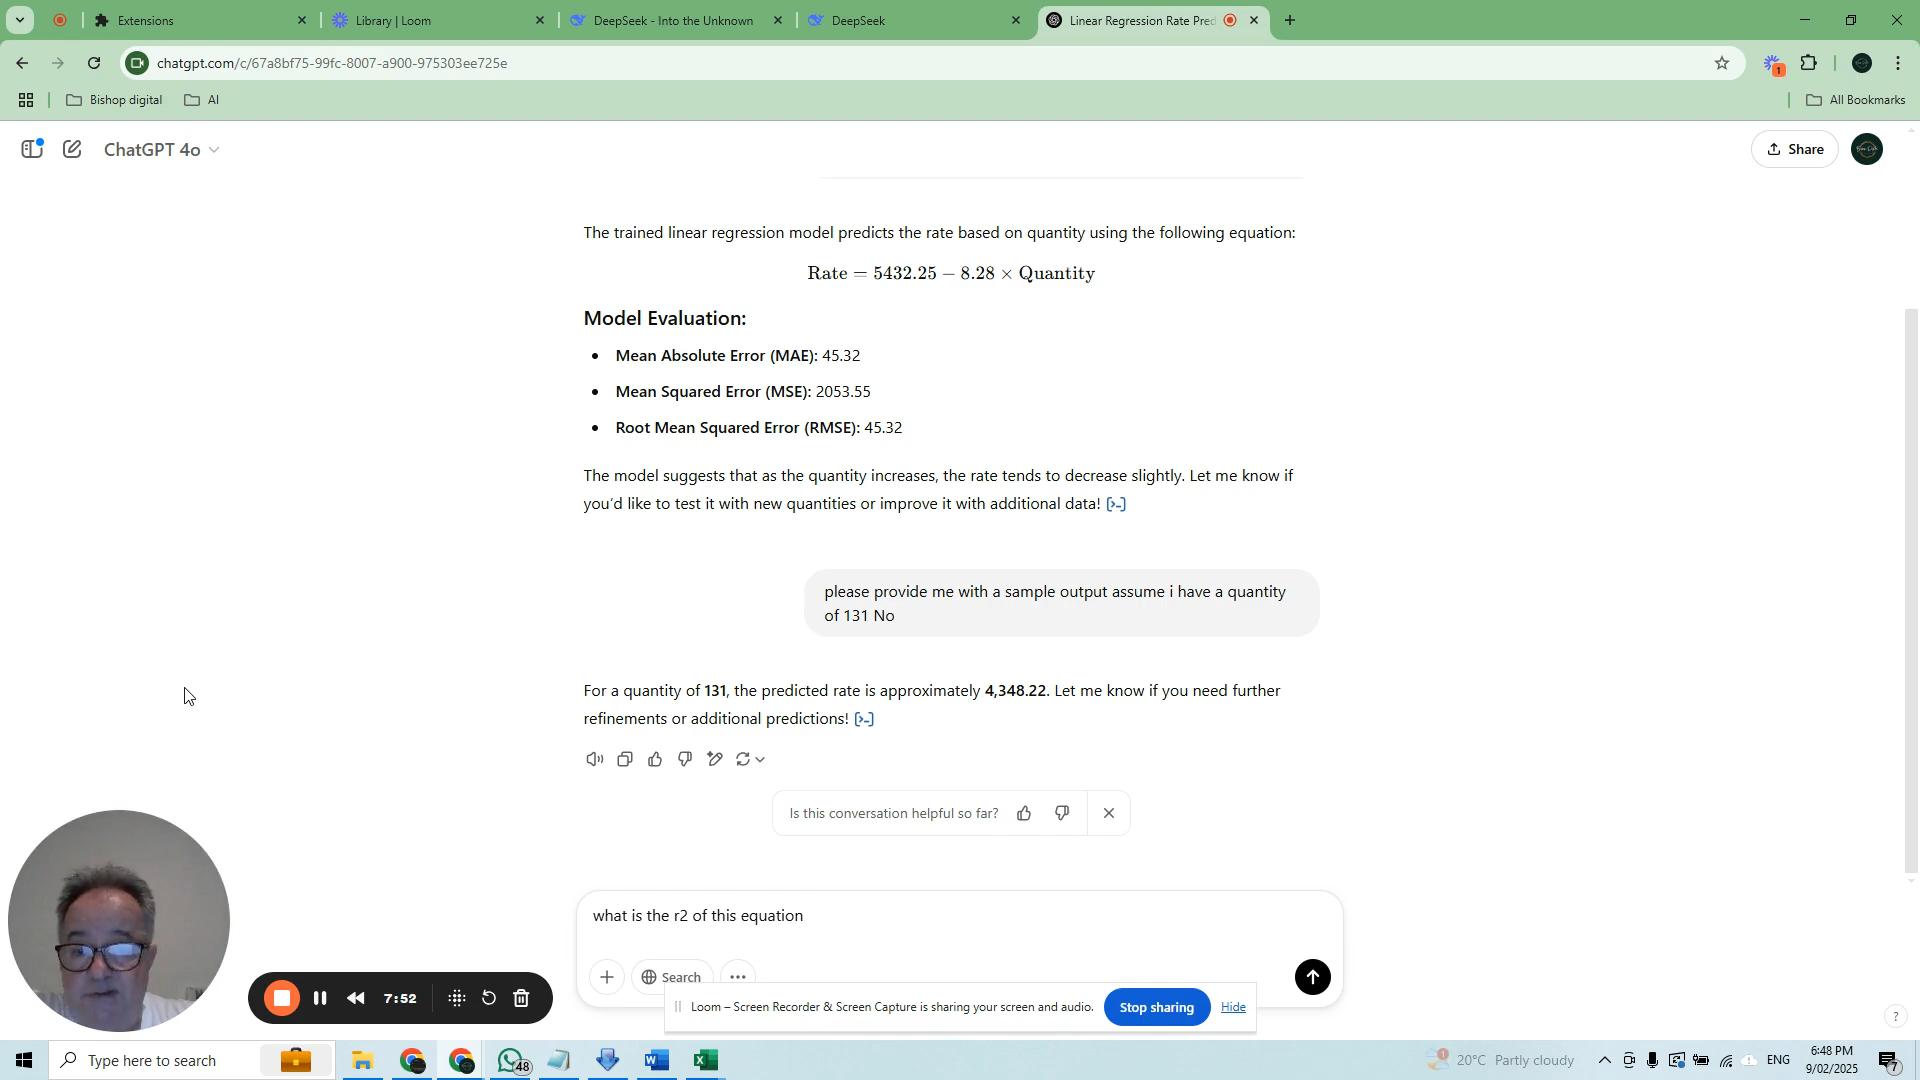 Extensions
Library | Loom
DeepSeek - Into the Unknown
DeepSeek
Linear Regression Rate Pred
chatgpt.com/c/67a8bf75-99fc-8007-a900-975303ee725e
1
Bishop digital
AI
All Bookmarks
ChatGPT 4o
Share
The trained linear regression model predicts the rate based on quantity using the following equation:
Rate = 5432.25 − 8.28 × Quantity
Model Evaluation:
• Mean Absolute Error (MAE): 45.32
• Mean Squared Error (MSE): 2053.55
• Root Mean Squared Error (RMSE): 45.32
The model suggests that as the quantity increases, the rate tends to decrease slightly. Let me know if
you'd like to test it with new quantities or improve it with additional data! [>-]
please provide me with a sample output assume i have a quantity
of 131 No
For a quantity of 131, the predicted rate is approximately 4,348.22. Let me know if you need further
refinements or additional predictions! [>-]
Is this conversation helpful so far?
what is the r2 of this equation
Search
7:52
Loom – Screen Recorder & Screen Capture is sharing your screen and audio.
Stop sharing
Hide
?
Type here to search
48
1
20°C Partly cloudy
ENG
6:48 PM
9/02/2025
7